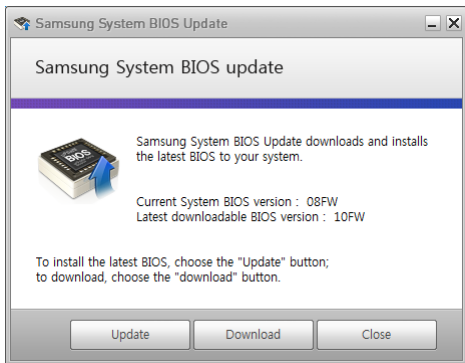 Samsung System BIOS Update
Samsung System BIOS update
BIOS
Samsung System BIOS Update downloads and installs
the latest BIOS to your system.
Current System BIOS version : 08FW
Latest downloadable BIOS version : 10FW
To install the latest BIOS, choose the "Update" button;
to download, choose the "download" button.
Update Download Close